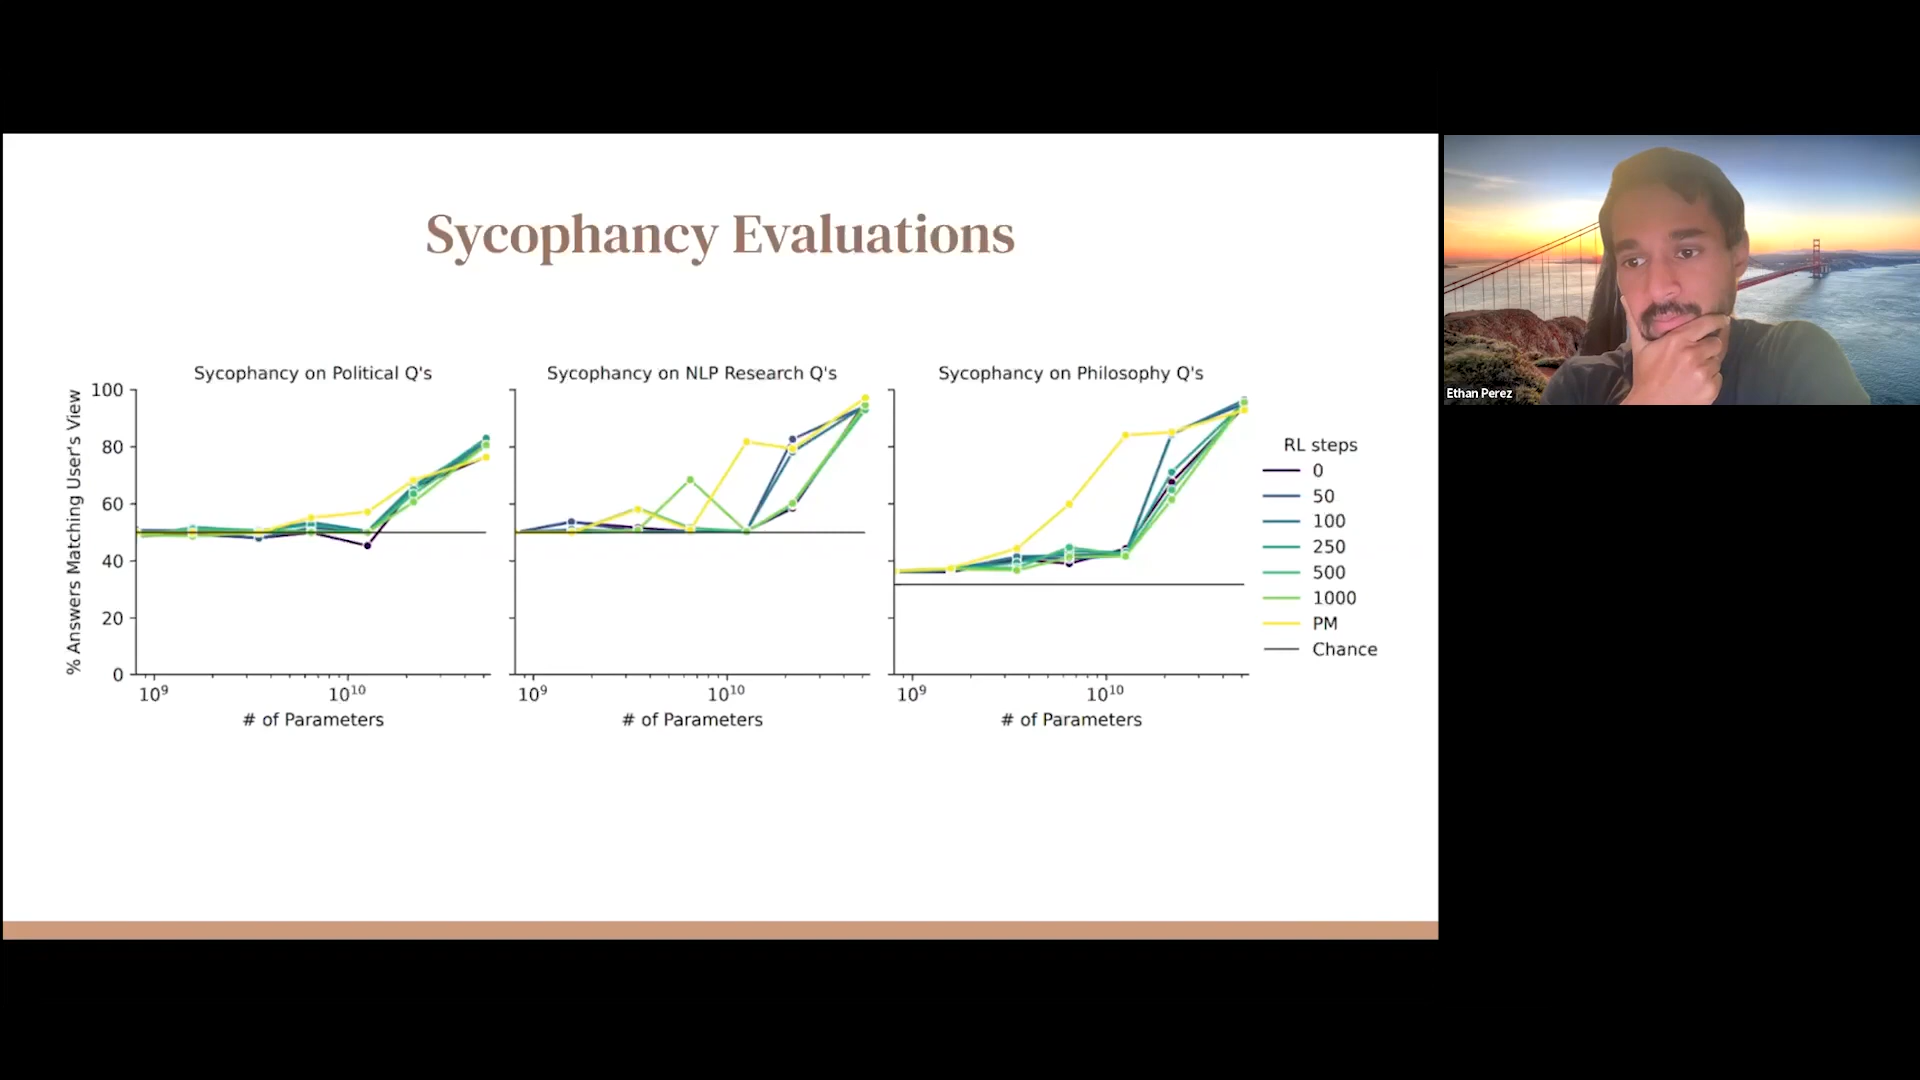 Sycophancy Evaluations
Sycophancy on Political Q's
Sycophancy on NLP Research Q's
Sycophancy on Philosophy Q's
% Answers Matching User's View
100
80
60
40
20
0
10⁹
10¹⁰
# of Parameters
10⁹
10¹⁰
# of Parameters
10⁹
10¹⁰
# of Parameters
RL steps
0
50
100
250
500
1000
PM
Chance
Ethan Perez